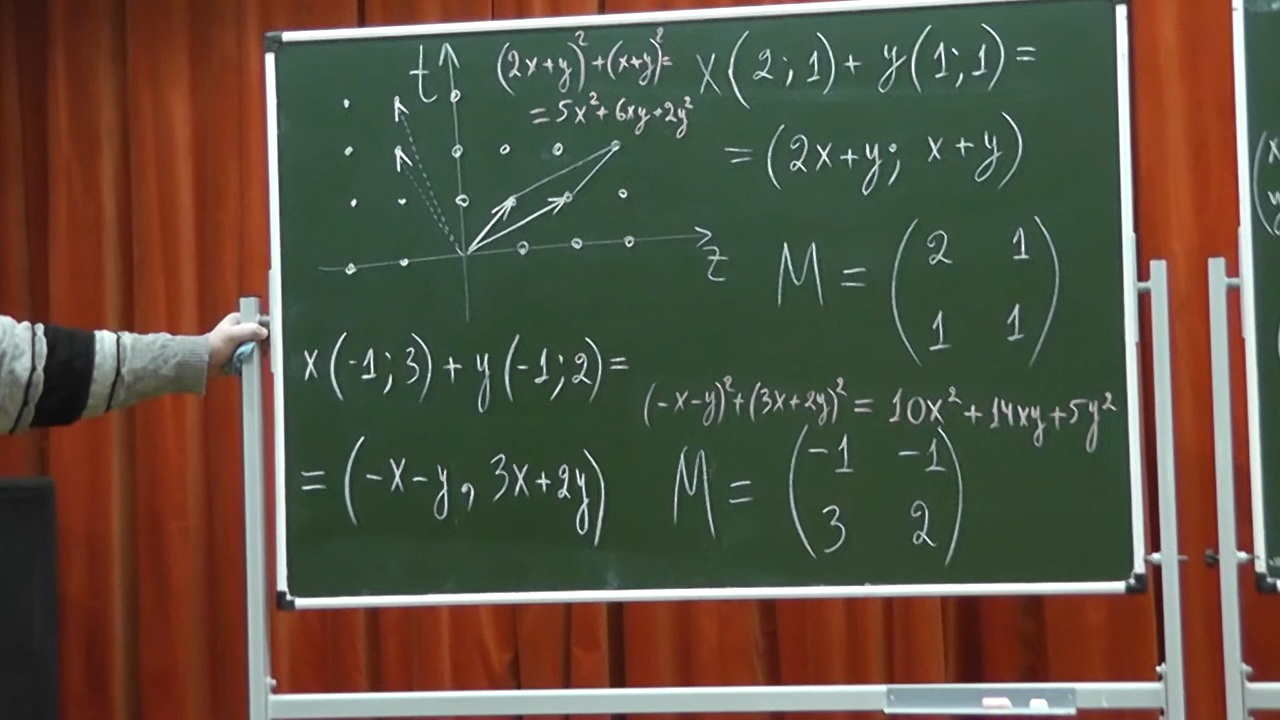 t
z
(2x+y)²+(x+y)²=
=5x²+6xy+2y²
x(2;1)+y(1;1)=
=(2x+y; x+y)
M = (2 1
1 1)
x(-1;3)+y(-1;2)=
=(-x-y, 3x+2y)
(-x-y)²+(3x+2y)² = 10x²+14xy+5y²
M = (-1 -1
3 2)